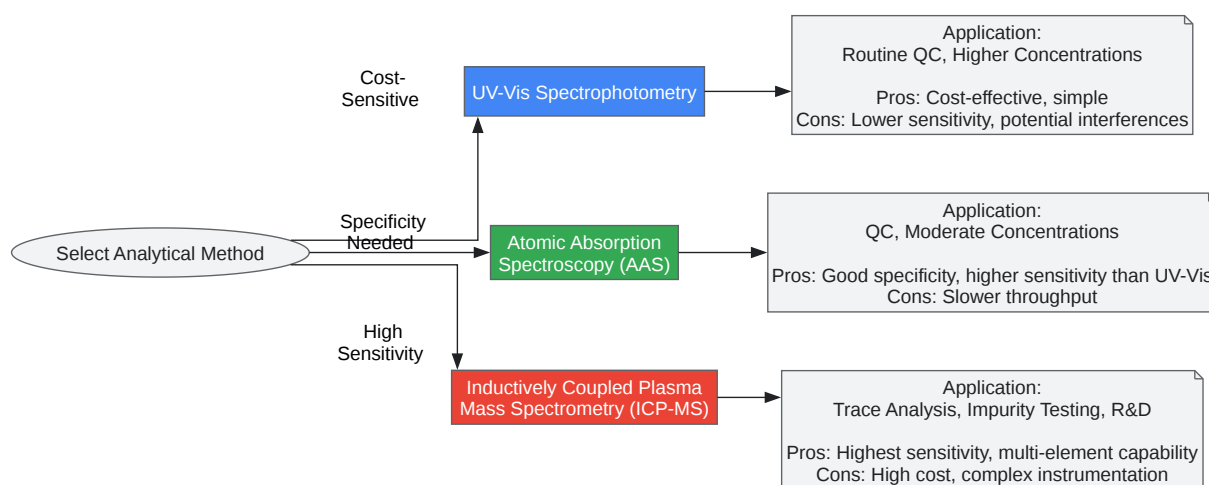 Cost-
Sensitive
UV-Vis Spectrophotometry
Application:
Routine QC, Higher Concentrations
Pros: Cost-effective, simple
Cons: Lower sensitivity, potential interferences
Select Analytical Method
Specificity
Needed
Atomic Absorption
Spectroscopy (AAS)
Application:
QC, Moderate Concentrations
Pros: Good specificity, higher sensitivity than UV-Vis
Cons: Slower throughput
High
Sensitivity
Inductively Coupled Plasma
Mass Spectrometry (ICP-MS)
Application:
Trace Analysis, Impurity Testing, R&D
Pros: Highest sensitivity, multi-element capability
Cons: High cost, complex instrumentation